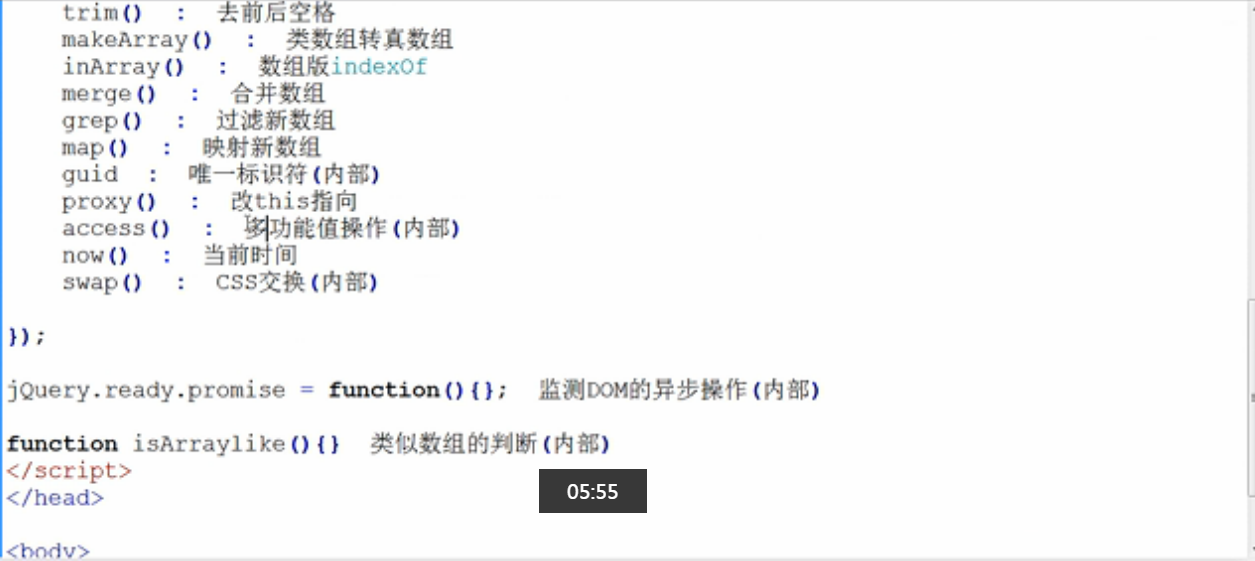 trim()  :  去前后空格
makeArray()  :  类数组转真数组
inArray()  :  数组版indexOf
merge()  :  合并数组
grep()  :  过滤新数组
map()  :  映射新数组
guid  :  唯一标识符(内部)
proxy()  :  改this指向
access()  :  多功能值操作(内部)
now()  :  当前时间
swap()  :  CSS交换(内部)
});
jQuery.ready.promise = function(){};  监测DOM的异步操作(内部)
function isArraylike(){}  类似数组的判断(内部)
</script>
</head>
05:55
<body>